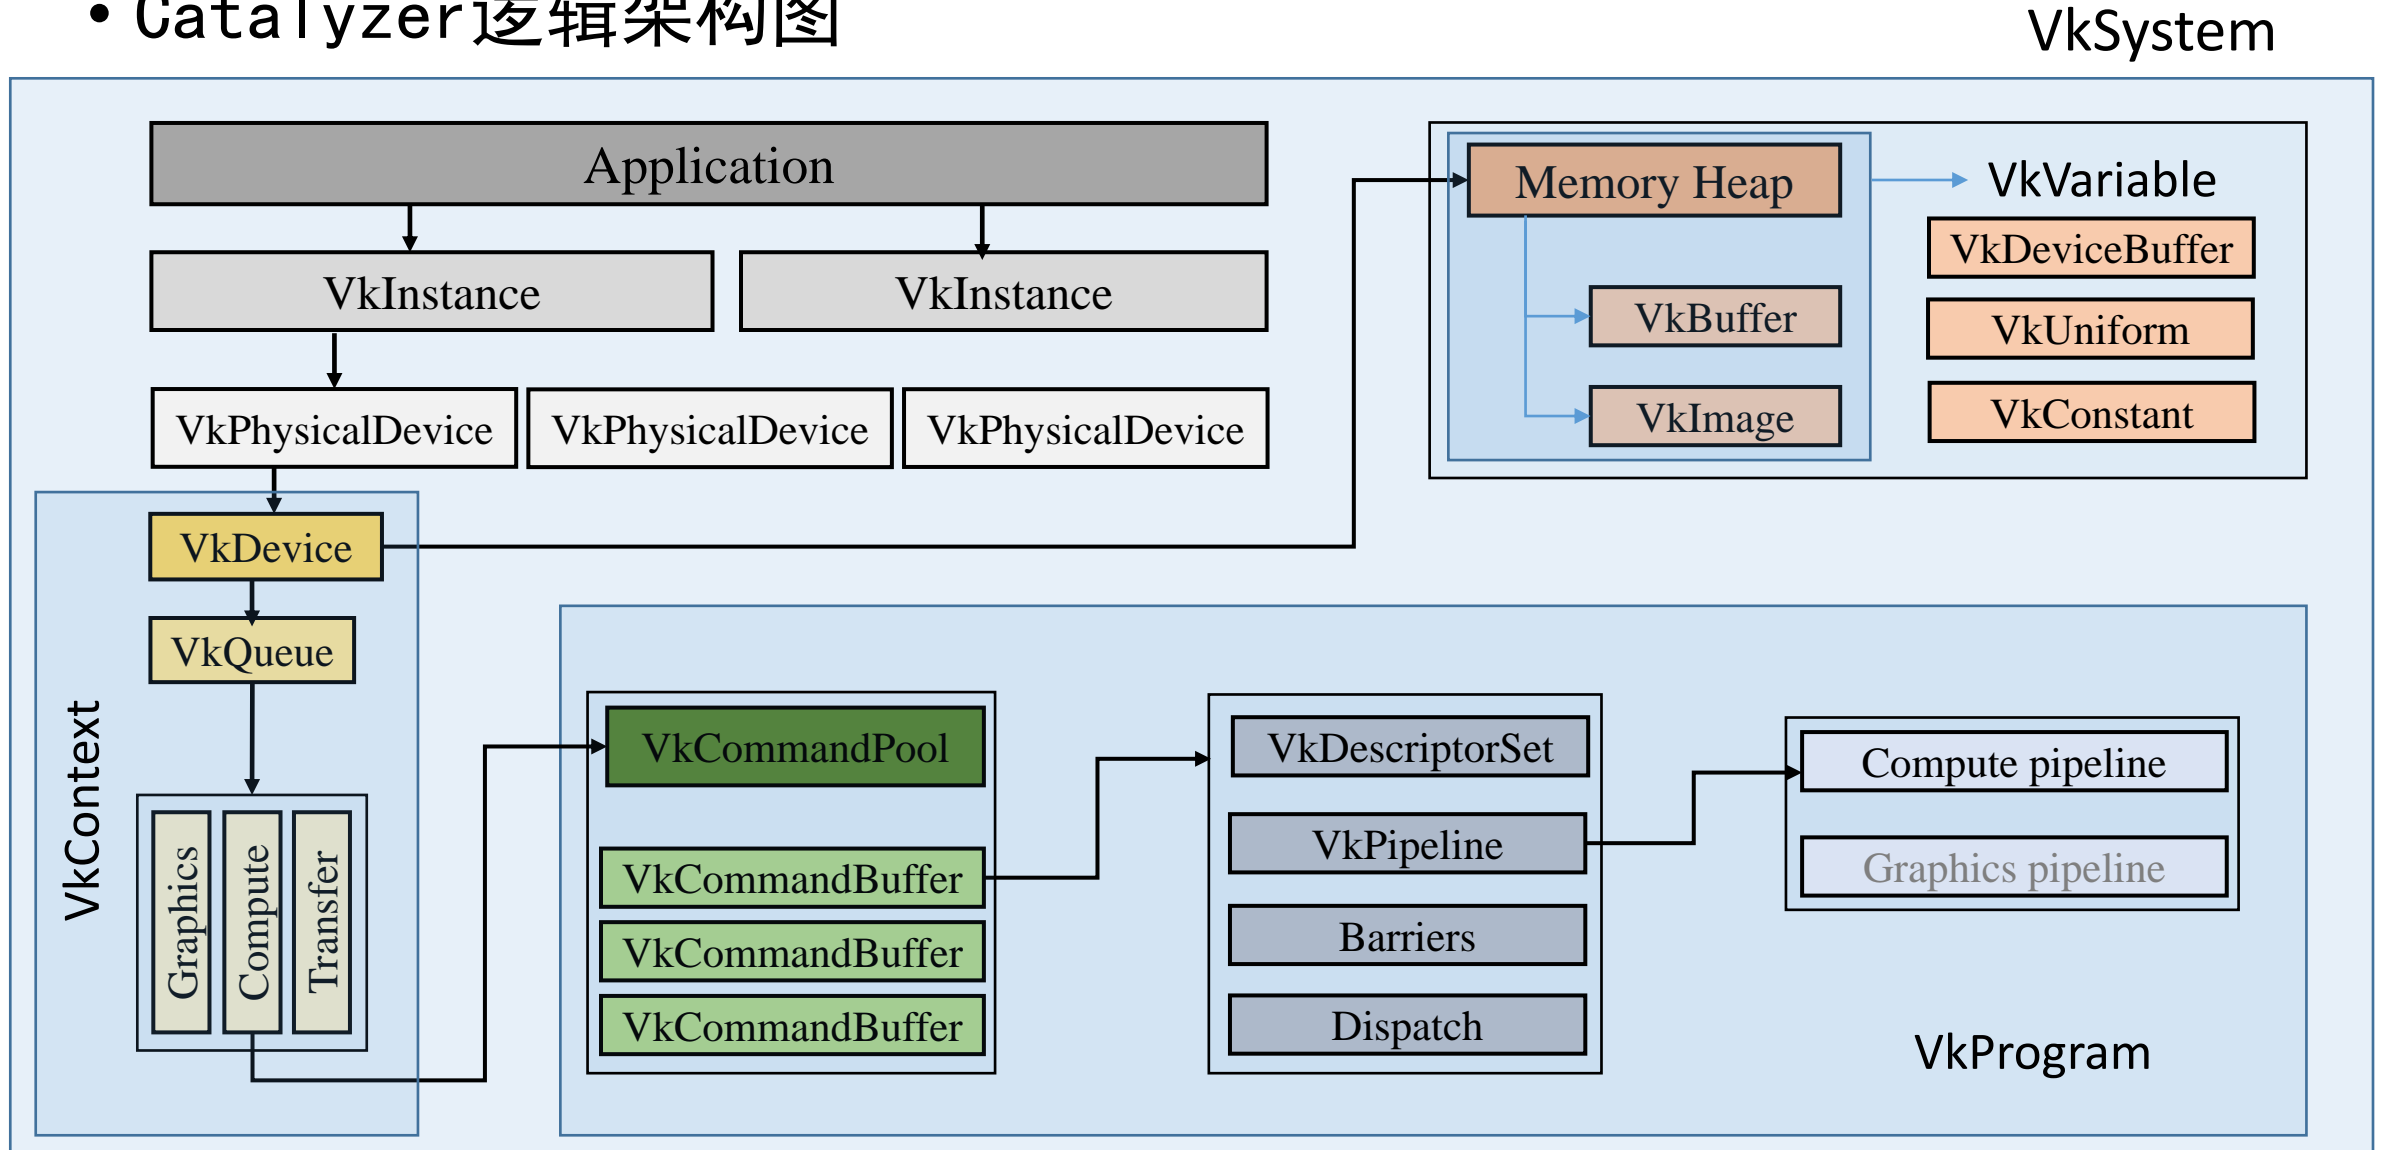 • Catalyzer逻辑架构图
VkSystem
Application
VkInstance
VkInstance
VkPhysicalDevice
VkPhysicalDevice
VkPhysicalDevice
Memory Heap
VkBuffer
VkImage
VkVariable
VkDeviceBuffer
VkUniform
VkConstant
VkContext
VkDevice
VkQueue
Graphics
Compute
Transfer
VkCommandPool
VkCommandBuffer
VkCommandBuffer
VkCommandBuffer
VkDescriptorSet
VkPipeline
Barriers
Dispatch
Compute pipeline
Graphics pipeline
VkProgram